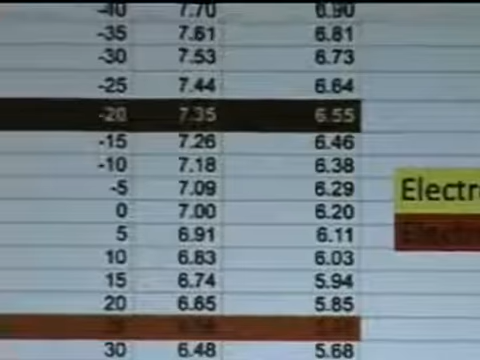 -40 7.70 6.90
-35 7.61 6.81
-30 7.53 6.73
-25 7.44 6.64
-20 7.35 6.55
-15 7.26 6.46
-10 7.18 6.38
-5 7.09 6.29
Electr
0 7.00 6.20
5 6.91 6.11
Electr
10 6.83 6.03
15 6.74 5.94
20 6.65 5.85
30 6.48 5.68